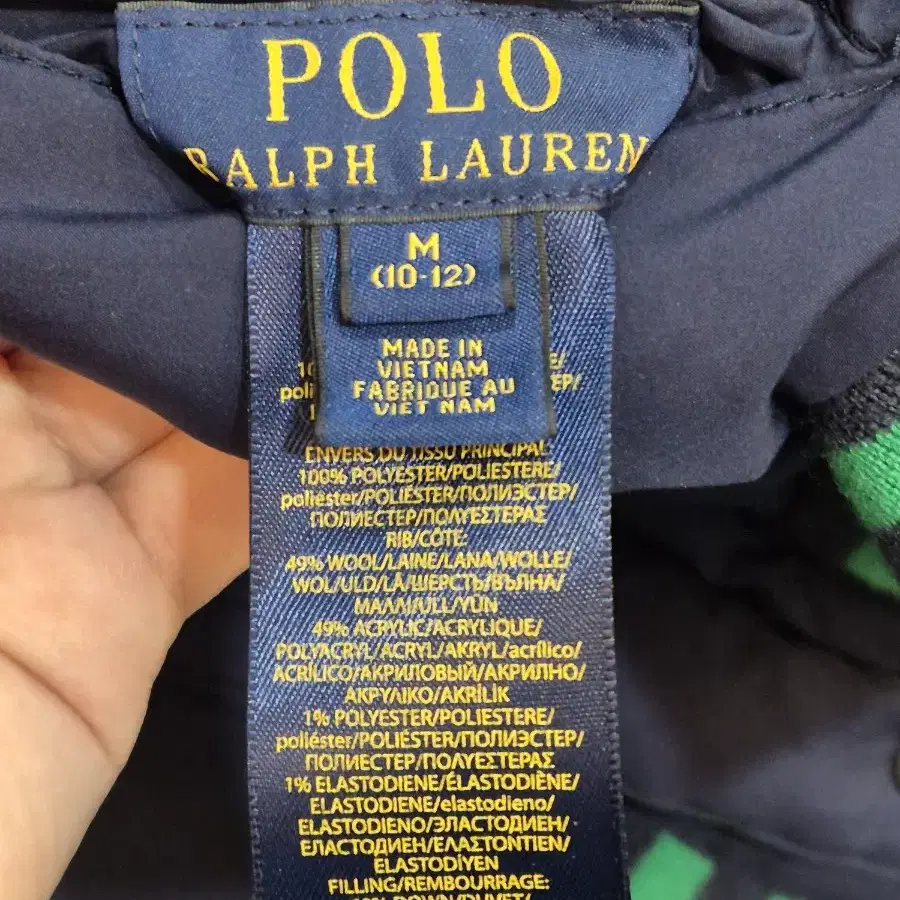 POLO
RALPH LAUREN
M
(10-12)
MADE IN
VIETNAM
FABRIQUE AU
VIET NAM
ENVERS DU TISSU PRINCIPAL
100% POLYESTER/POLIESTERE/
poliéster/POLIÉSTER/ПОЛИЭСТЕР/
ПОЛИЕСТЕР/ΠΟΛΥΕΣΤΕΡΑΣ
RIB/CÔTE:
49% WOOL/LAINE/LANA/WOLLE/
WOL/ULD/LÃ/ШЕРСТЬ/ВЪЛНА/
ΜΑΛΛΙ/ULL/YÜN
49% ACRYLIC/ACRYLIQUE/
POLYACRYL/ACRYL/AKRYL/acrílico/
ACRÍLICO/АКРИЛОВЫЙ/АКРИЛНО/
ΑΚΡΥΛΙΚΟ/AKRİLİK
1% POLYESTER/POLIESTERE/
poliéster/POLIÉSTER/ПОЛИЭСТЕР/
ПОЛИЕСТЕР/ΠΟΛΥΕΣΤΕΡΑΣ
1% ELASTODIENE/ÉLASTODIÈNE/
ELASTODIENE/elastodieno/
ELASTODIENO/ЭЛАСТОДИЕН/
ЕЛАСТОДИЕН/ΕΛΑΣΤΟΝΤΙΕΝ/
ELASTODİYEN
FILLING/REMBOURRAGE:
DOWN/DUVET/